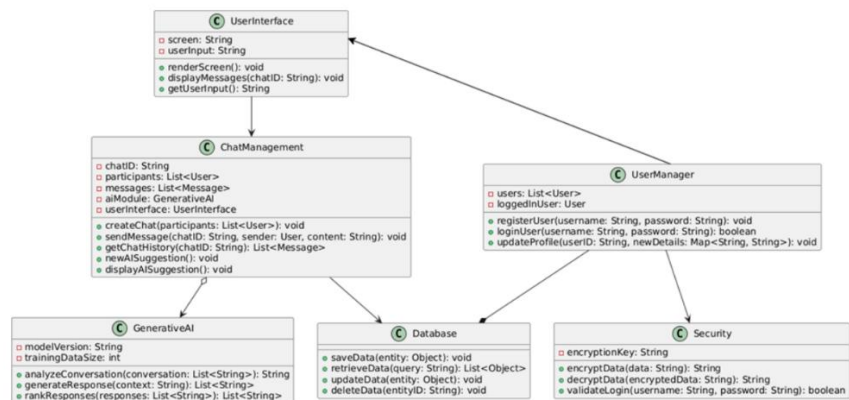 C UserInterface
screen: String
userInput: String
renderScreen(): void
displayMessages(chatID: String): void
getUserInput(): String
C ChatManagement
chatID: String
participants: List<User>
messages: List<Message>
aiModule: GenerativeAI
userInterface: UserInterface
createChat(participants: List<User>): void
sendMessage(chatID: String, sender: User, content: String): void
getChatHistory(chatID: String): List<Message>
newAISuggestion(): void
displayAISuggestion(): void
C UserManager
users: List<User>
loggedInUser: User
registerUser(username: String, password: String): void
loginUser(username: String, password: String): boolean
updateProfile(userID: String, newDetails: Map<String, String>): void
C GenerativeAI
modelVersion: String
trainingDataSize: int
analyzeConversation(conversation: List<String>): String
generateResponse(context: String): List<String>
rankResponses(responses: List<String>): List<String>
C Database
saveData(entity: Object): void
retrieveData(query: String): List<Object>
updateData(entity: Object): void
deleteData(entityID: String): void
C Security
encryptionKey: String
encryptData(data: String): String
decryptData(encryptedData: String): String
validateLogin(username: String, password: String): boolean